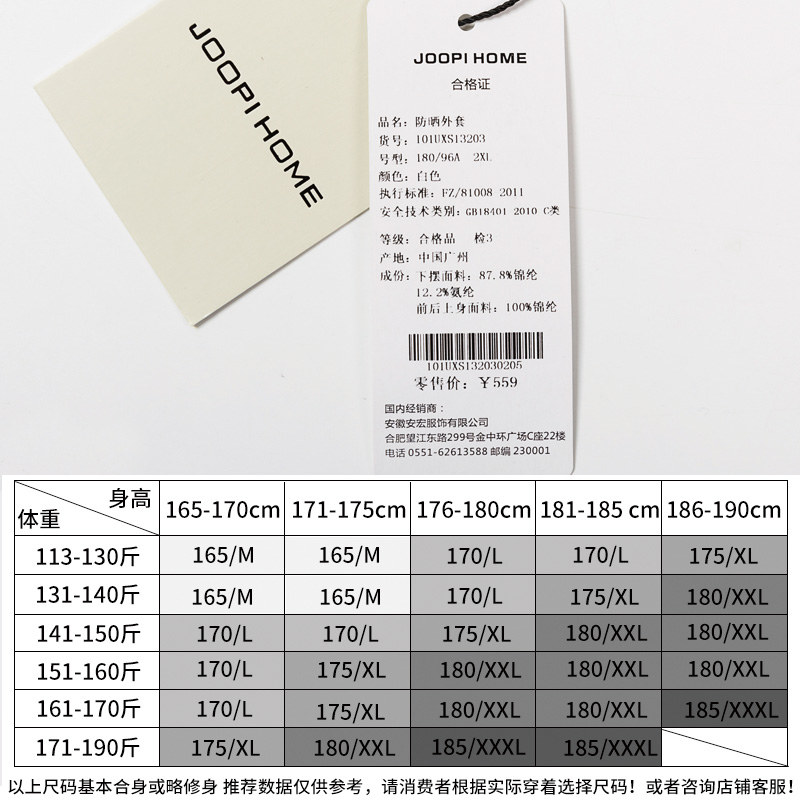 JOOPI HOME
JOOPI HOME
合格证
品名：防晒外套
货号：101UXS13203
号型：180/96A 2XL
颜色：白色
执行标准：FZ/81008 2011
安全技术类别：GB18401 2010 C类
等级：合格品 检3
产地：中国广州
成份：下摆面料：87.8%锦纶
12.2%氨纶
前后上身面料：100%锦纶
101UXS132030205
零售价：￥559
国内经销商：
安徽安宏服饰有限公司
合肥望江东路299号金中环广场C座22楼
电话 0551-62613588 邮编 230001
身高
体重
165-170cm 171-175cm 176-180cm 181-185 cm 186-190cm
113-130斤 165/M 165/M 170/L 170/L 175/XL
131-140斤 165/M 165/M 170/L 175/XL 180/XXL
141-150斤 170/L 170/L 175/XL 180/XXL 180/XXL
151-160斤 170/L 175/XL 180/XXL 180/XXL 180/XXL
161-170斤 170/L 175/XL 180/XXL 180/XXL 185/XXXL
171-190斤 175/XL 180/XXL 185/XXXL 185/XXXL
以上尺码基本合身或略修身 推荐数据仅供参考，请消费者根据实际穿着选择尺码！或者咨询店铺客服！